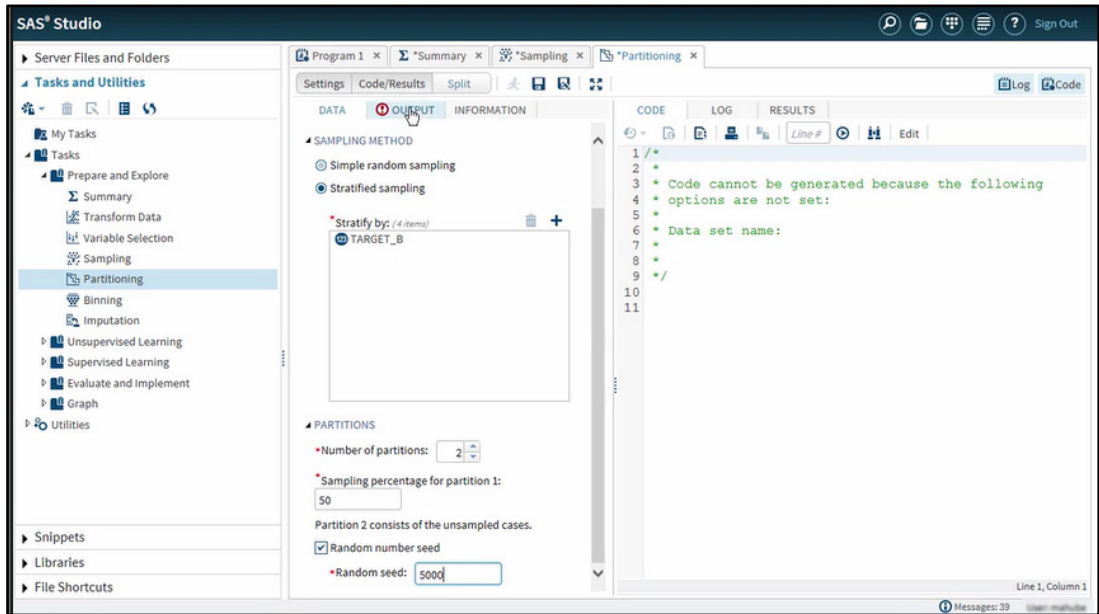 SAS® Studio
Sign Out
Server Files and Folders
Tasks and Utilities
My Tasks
Tasks
Prepare and Explore
Summary
Transform Data
Variable Selection
Sampling
Partitioning
Binning
Imputation
Unsupervised Learning
Supervised Learning
Evaluate and Implement
Graph
Utilities
Snippets
Libraries
File Shortcuts
Program 1 × *Summary × *Sampling × *Partitioning ×
Settings Code/Results Split
Log Code
DATA OUTPUT INFORMATION
SAMPLING METHOD
Simple random sampling
Stratified sampling
*Stratify by: (4 items)
TARGET_B
PARTITIONS
*Number of partitions: 2
*Sampling percentage for partition 1:
50
Partition 2 consists of the unsampled cases.
Random number seed
*Random seed: 5000
CODE LOG RESULTS
Line # Edit
1 /*
2 *
3 * Code cannot be generated because the following
4 * options are not set:
5 *
6 * Data set name:
7 *
8 *
9 */
10
11
Line 1, Column 1
Messages: 39